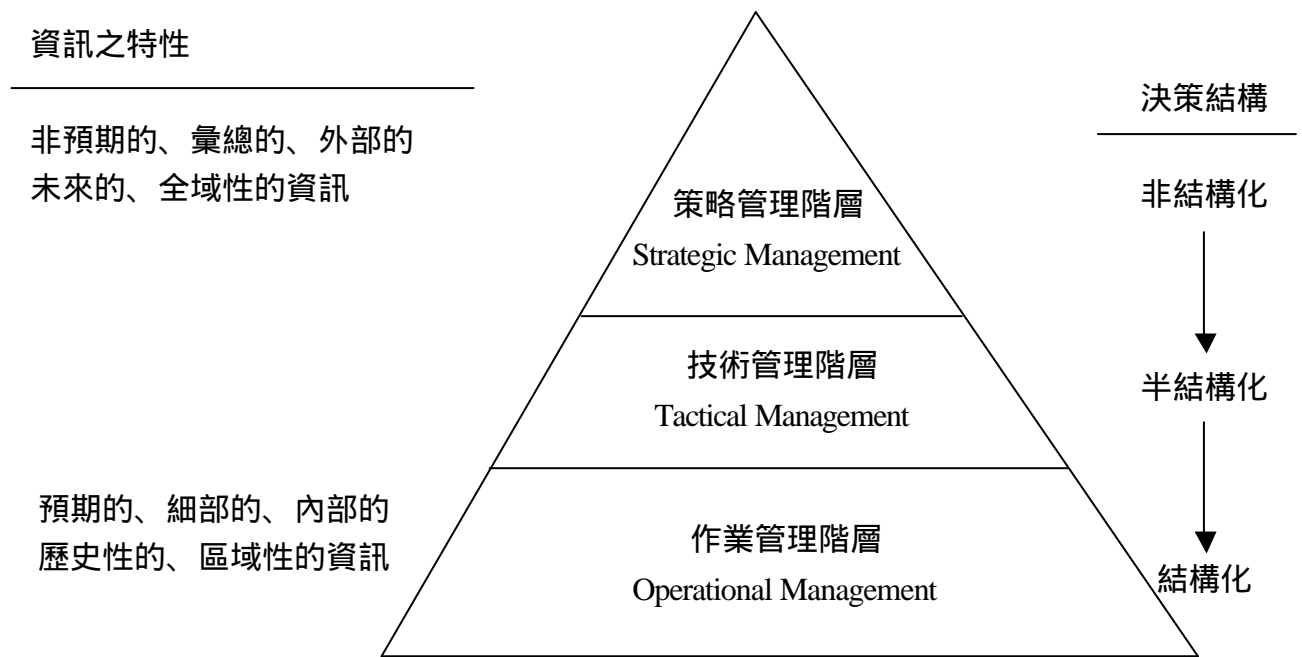 資訊之特性
非預期的、彙總的、外部的
未來的、全域性的資訊
預期的、細部的、內部的
歷史性的、區域性的資訊
策略管理階層
Strategic Management
技術管理階層
Tactical Management
作業管理階層
Operational Management
決策結構
非結構化
半結構化
結構化